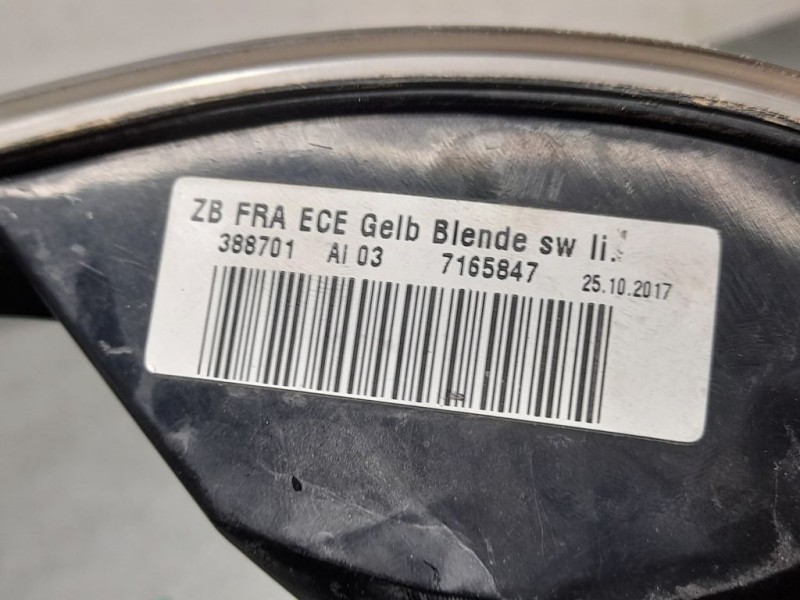 ZB FRA ECE Gelb Blende sw li.
388701 AI 03 7165847 25.10.2017